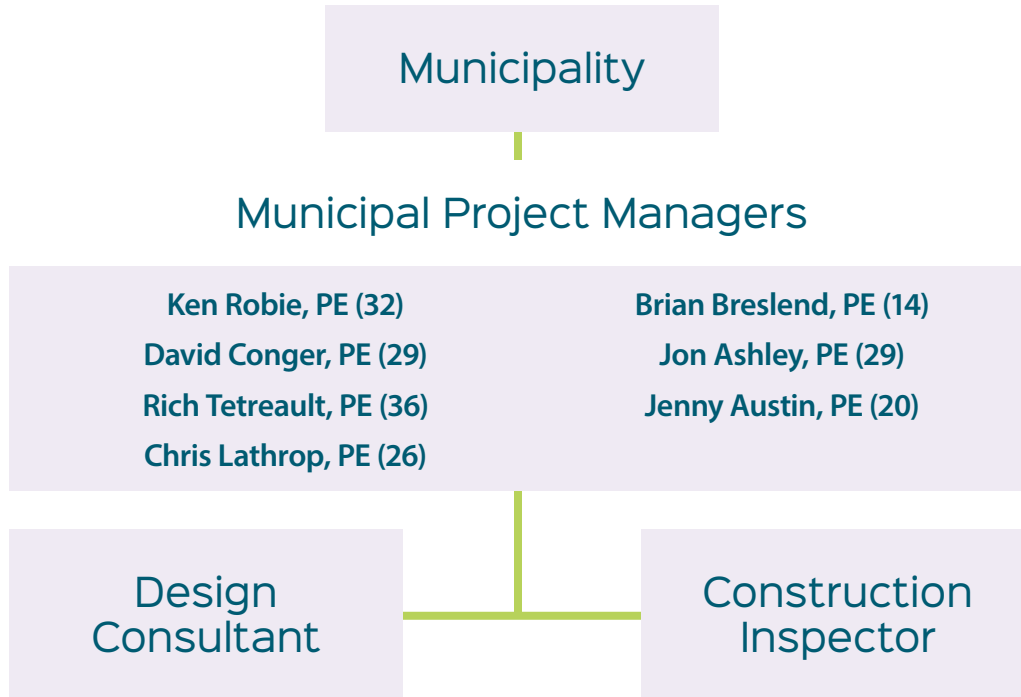 Municipality
Municipal Project Managers
Ken Robie, PE (32)
David Conger, PE (29)
Rich Tetreault, PE (36)
Chris Lathrop, PE (26)
Brian Breslend, PE (14)
Jon Ashley, PE (29)
Jenny Austin, PE (20)
Design
Consultant
Construction
Inspector